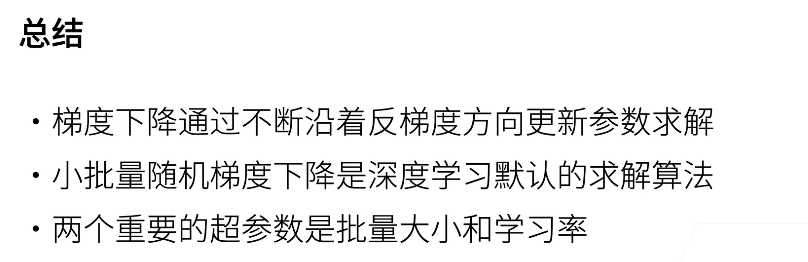 总结
• 梯度下降通过不断沿着反梯度方向更新参数求解
• 小批量随机梯度下降是深度学习默认的求解算法
• 两个重要的超参数是批量大小和学习率